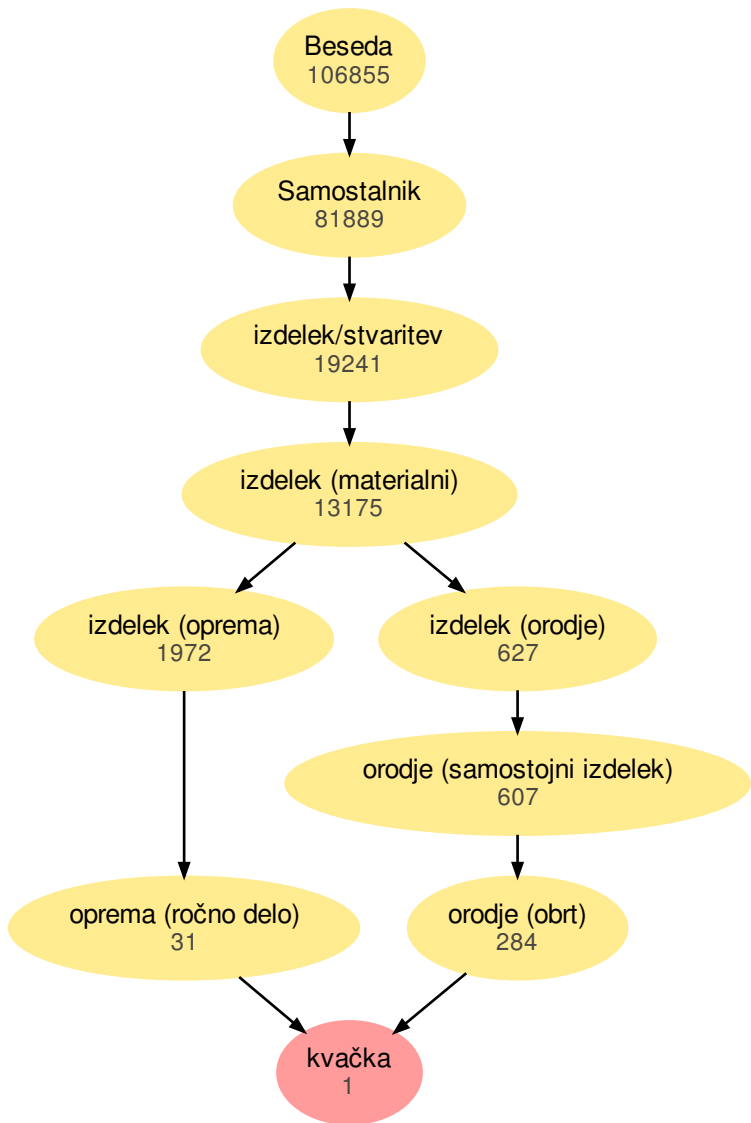 Beseda
106855
Samostalnik
81889
izdelek/stvaritev
19241
izdelek (materialni)
13175
izdelek (oprema)
1972
izdelek (orodje)
627
orodje (samostojni izdelek)
607
oprema (ročno delo)
31
orodje (obrt)
284
kvačka
1